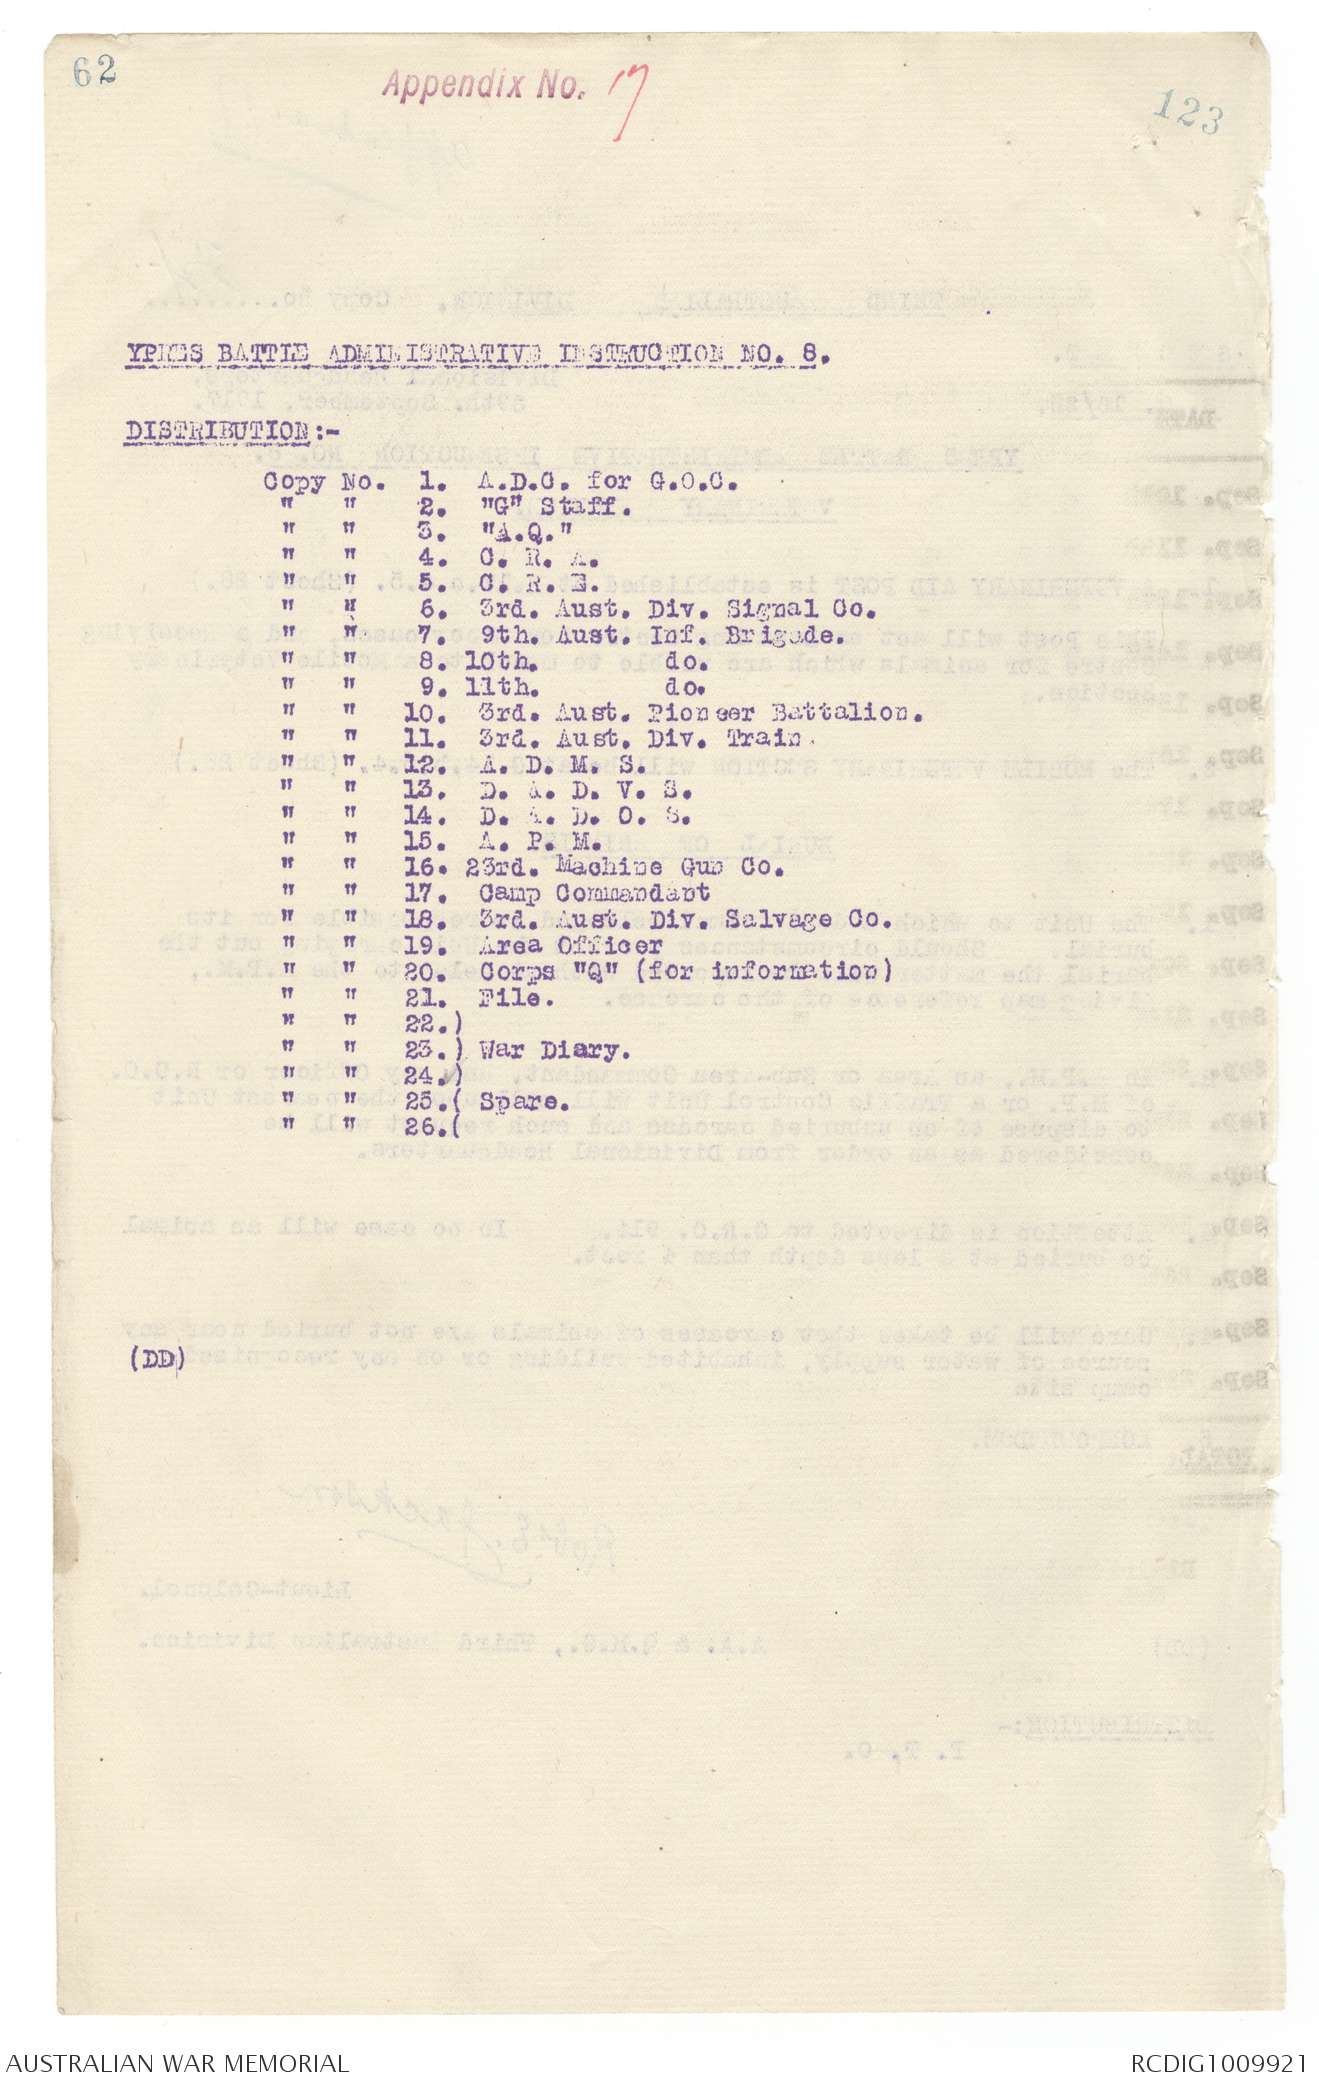 62
Appendix No. 17
123
YPRES BATTLE ADMINISTRATIVE INSTRUCTION NO. 8.
DISTRIBUTION:-
Copy No. 1. A.D.C. for G.O.C.
" " 2. "G" Staff.
" " 3. "A.Q."
" " 4. C. R. A.
" " 5. C. R. E.
" " 6. 3rd. Aust. Div. Signal Co.
" " 7. 9th. Aust. Inf. Brigade.
" " 8. 10th. do.
" " 9. 11th. do.
" " 10. 3rd. Aust. Pioneer Battalion.
" " 11. 3rd. Aust. Div. Train.
" " 12. A. D. M. S.
" " 13. D. A. D. V. S.
" " 14. D. A. D. O. S.
" " 15. A. P. M.
" " 16. 23rd. Machine Gun Co.
" " 17. Camp Commandant
" " 18. 3rd. Aust. Div. Salvage Co.
" " 19. Area Officer
" " 20. Corps "Q" (for information)
" " 21. File.
" " 22.)
" " 23.) War Diary.
" " 24.)
" " 25.( Spare.
" " 26.(
(DD)
AUSTRALIAN WAR MEMORIAL
RCDIG1009921